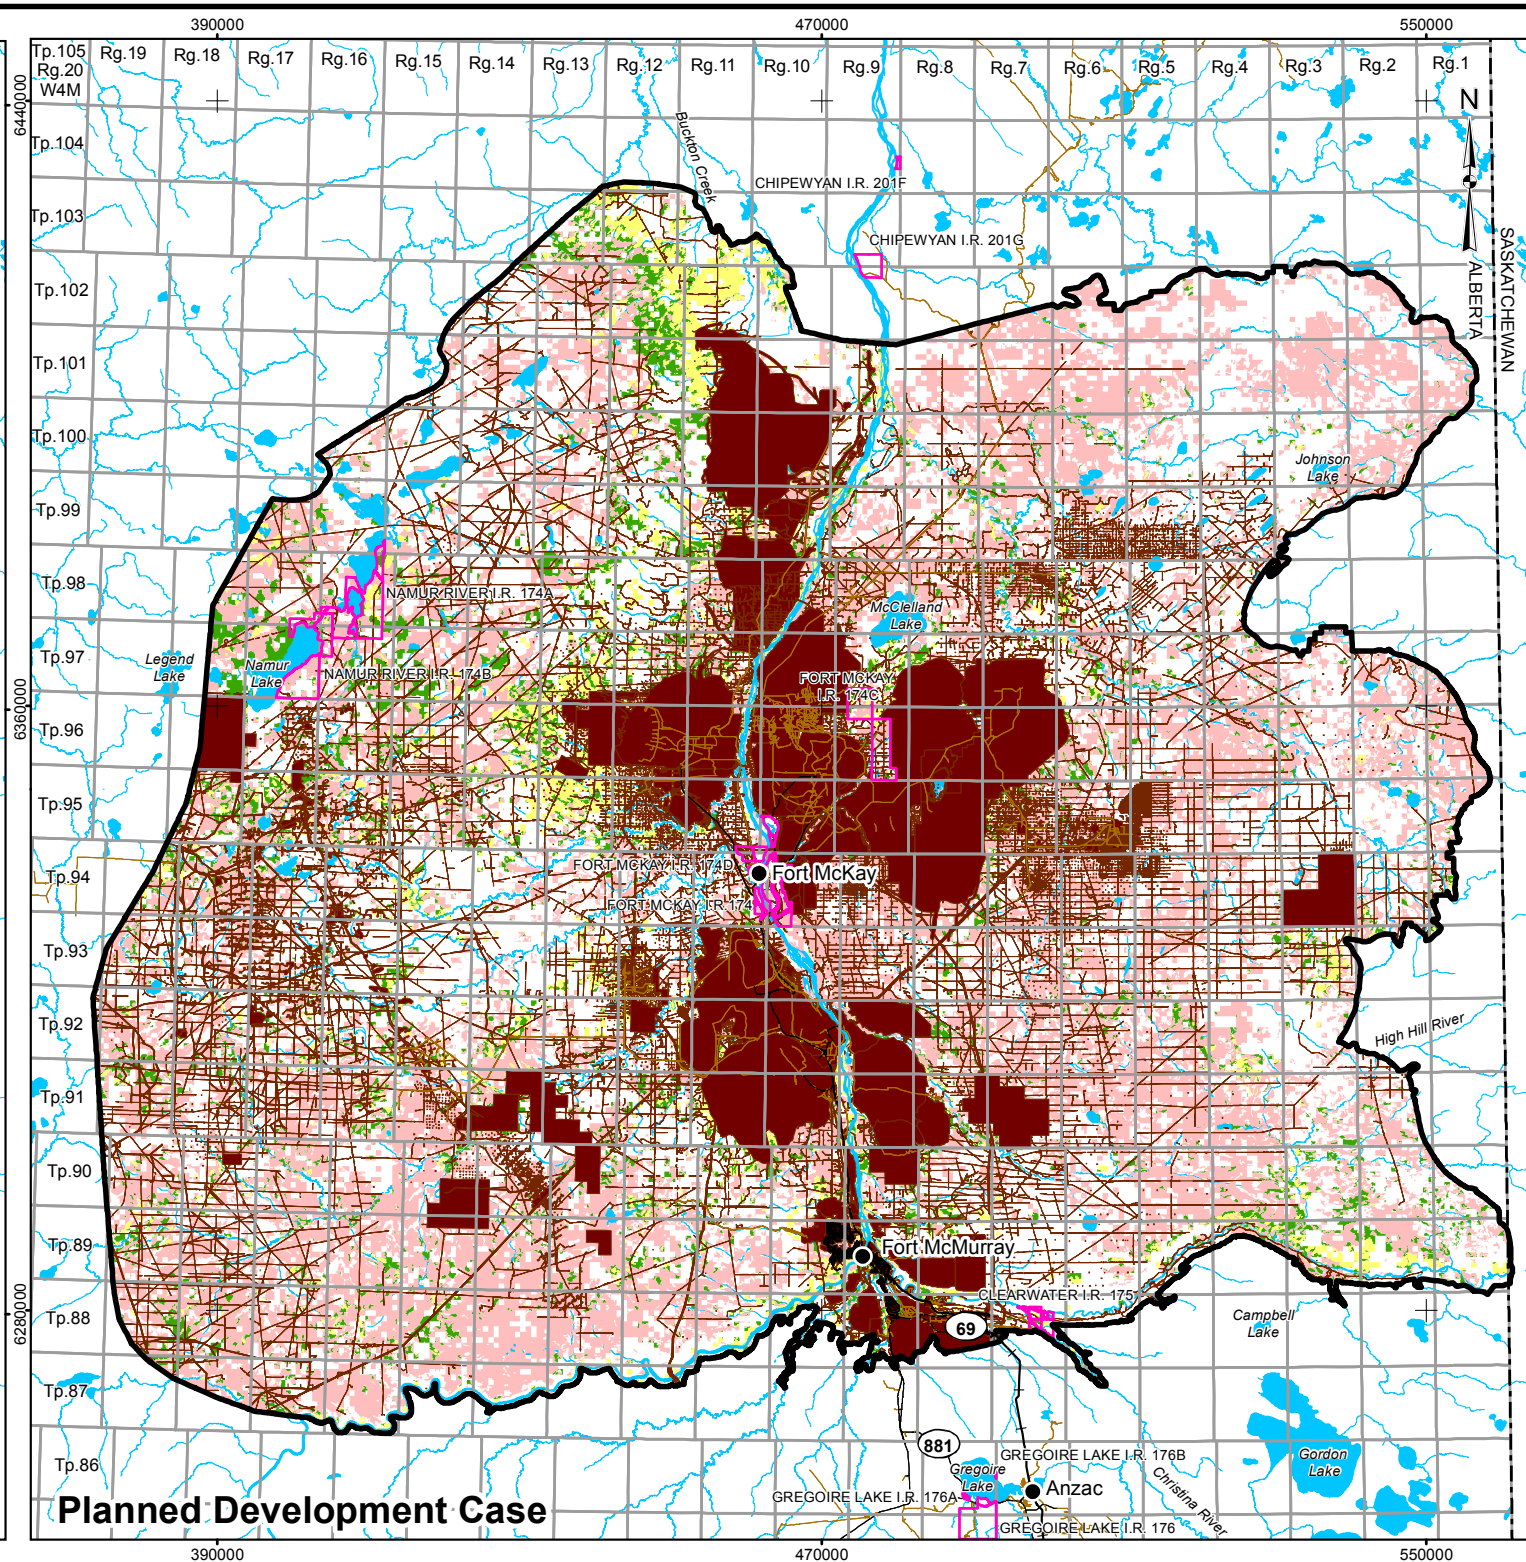 390000
470000
550000
Tp.105
Rg.20
W4M
Rg.19
Rg.18
Rg.17
Rg.16
Rg.15
Rg.14
Rg.13
Rg.12
Rg.11
Rg.10
Rg.9
Rg.8
Rg.7
Rg.6
Rg.5
Rg.4
Rg.3
Rg.2
Rg.1
6440000
N
Tp.104
Buckton Creek
CHIPEWYAN I.R. 201F
Tp.103
CHIPEWYAN I.R. 201G
SASKATCHEWAN
ALBERTA
Tp.102
Tp.101
Tp.100
Johnson
Lake
Tp.99
Tp.98
NAMUR RIVER I.R. 174A
McClelland
Lake
Tp.97
Legend
Lake
Namur
Lake
NAMUR RIVER I.R. 174B
FORT MCKAY
I.R. 174C
6360000
Tp.96
Tp.95
Tp.94
FORT MCKAY I.R. 174D
Fort McKay
FORT MCKAY I.R. 174
Tp.93
Tp.92
High Hill River
Tp.91
Tp.90
Tp.89
Fort McMurray
CLEARWATER I.R. 175
6280000
Tp.88
69
Campbell
Lake
Tp.87
881
GREGOIRE LAKE I.R. 176B
Tp.86
Gregoire
Lake
Gordon
Lake
Christina River
Anzac
GREGOIRE LAKE I.R. 176A
GREGOIRE LAKE I.R. 176
Planned Development Case
390000
470000
550000